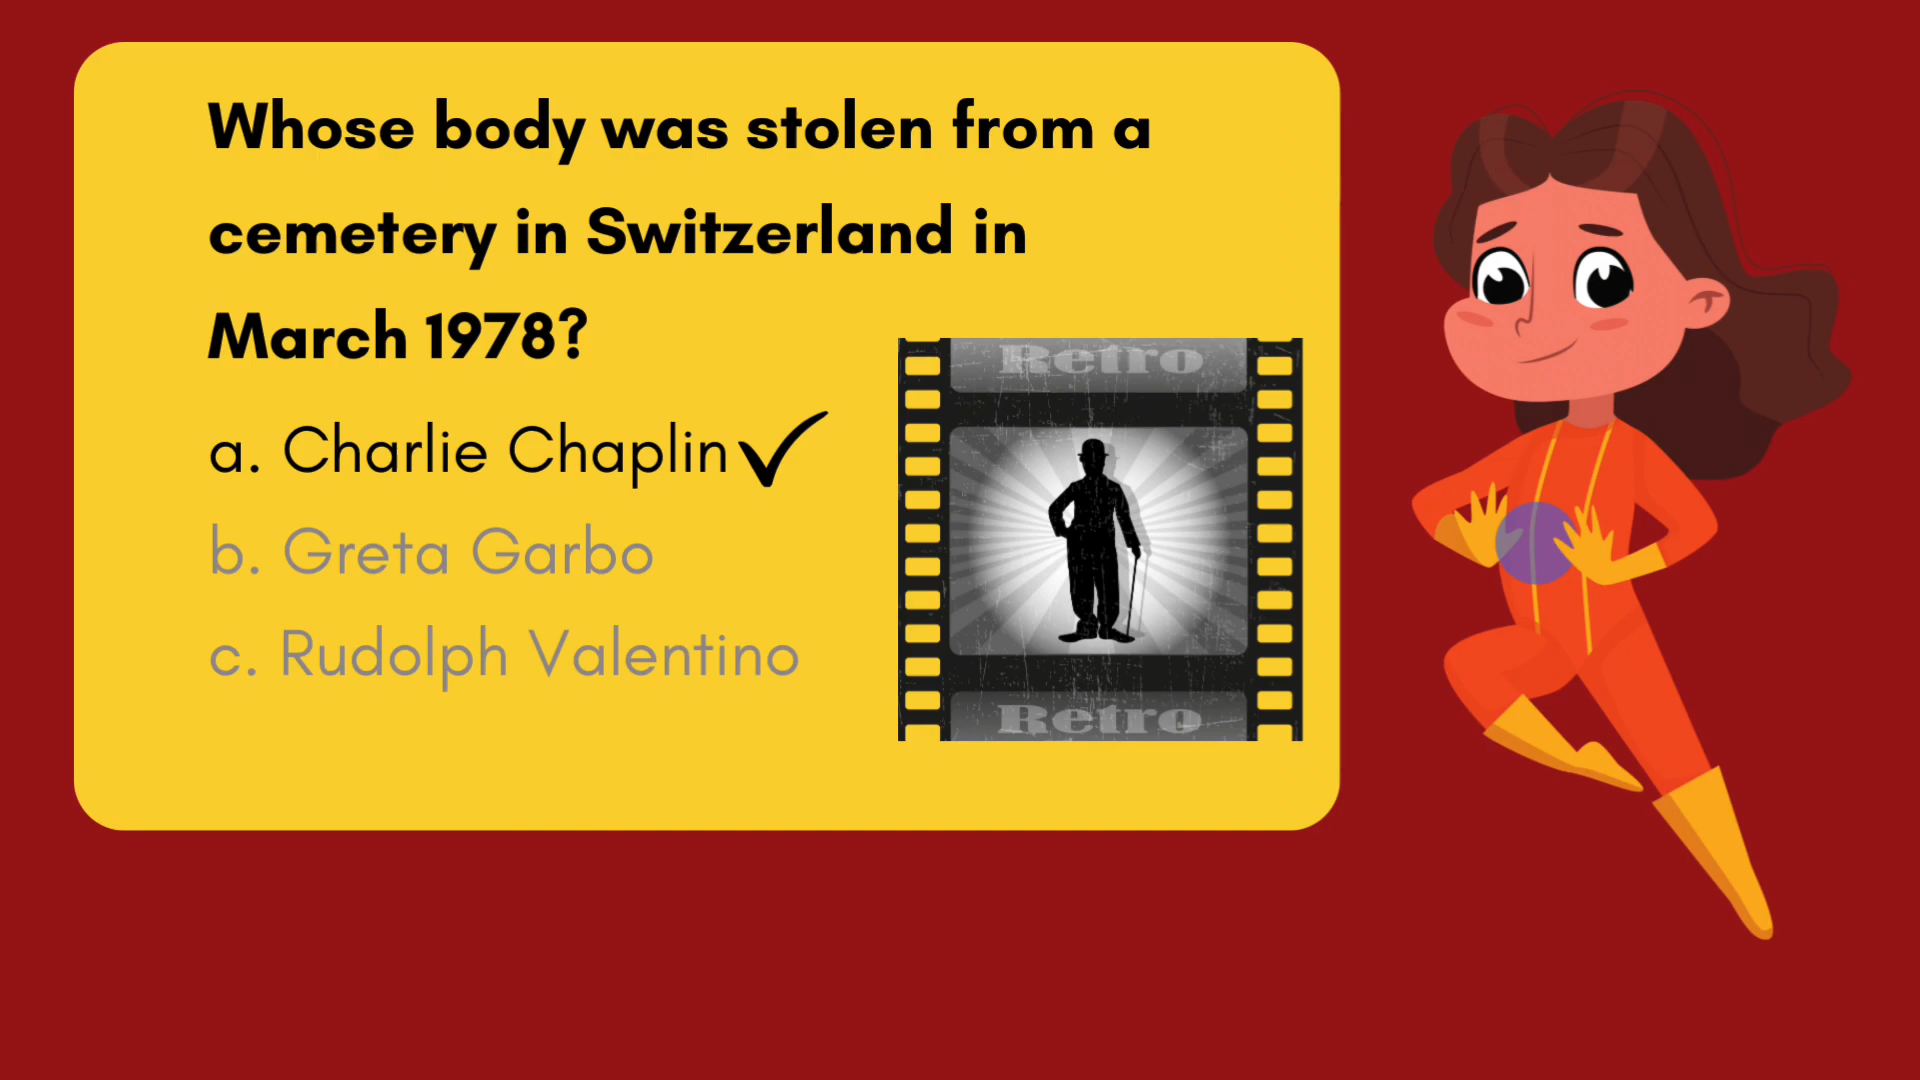 Whose body was stolen from a
cemetery in Switzerland in
March 1978?
a. Charlie Chaplin
b. Greta Garbo
c. Rudolph Valentino
Retro
Retro